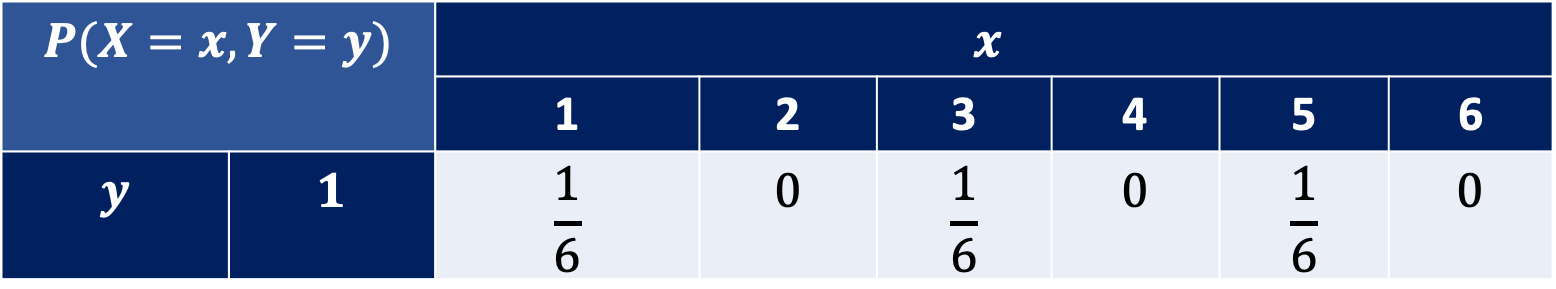 P(X = x, Y = y) x
1 2 3 4 5 6
y 1 1/6 0 1/6 0 1/6 0